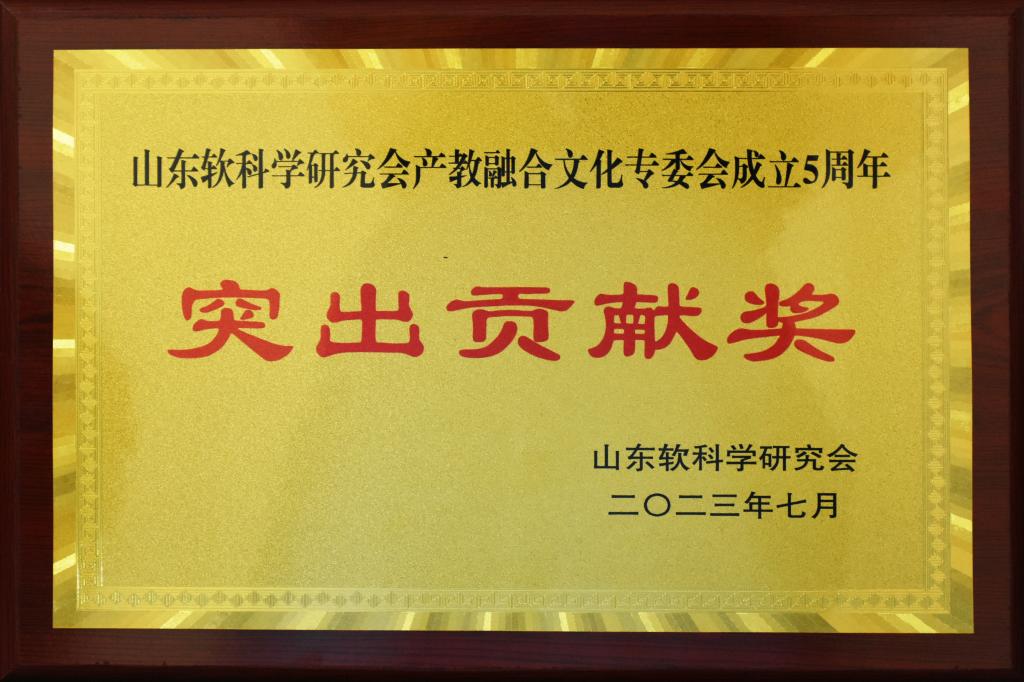 山东软科学研究会产教融合文化专委会成立5周年
突出贡献奖
山东软科学研究会
二〇二三年七月